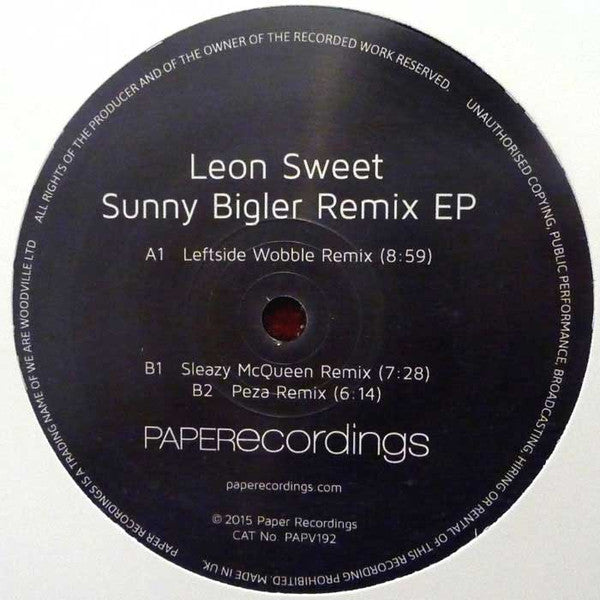 Leon Sweet
Sunny Bigler Remix EP
A1 Leftside Wobble Remix (8:59)
B1 Sleazy McQueen Remix (7:28)
B2 Peza Remix (6:14)
PAPERecordings
paperecordings.com
© 2015 Paper Recordings
CAT No PAPV192
PAPER RECORDINGS IS A TRADING NAME OF WE ARE WOODVILLE LTD ALL RIGHTS OF THE PRODUCER AND OF THE OWNER OF THE RECORDED WORK RESERVED. UNAUTHORISED COPYING, PUBLIC PERFORMANCE, BROADCASTING, HIRING OR RENTAL OF THIS RECORDING PROHIBITED. MADE IN UK.